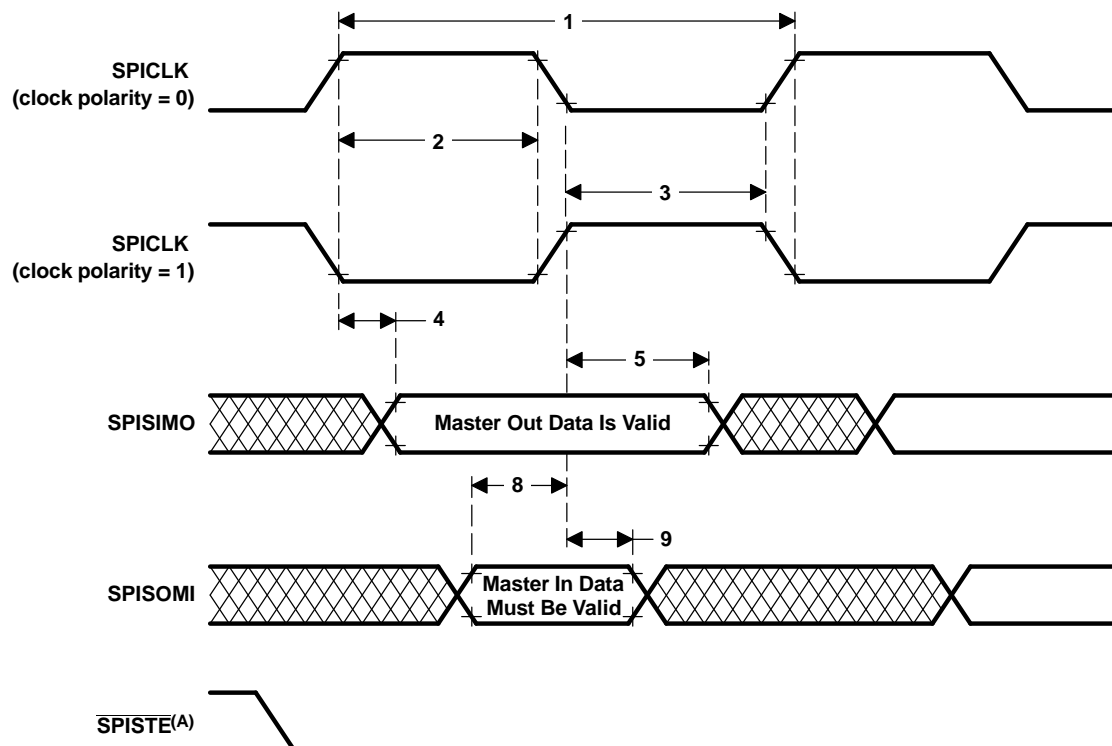 1
SPICLK
(clock polarity = 0)
2
3
SPICLK
(clock polarity = 1)
4
5
SPISIMO
Master Out Data Is Valid
8
9
SPISOMI
Master In Data
Must Be Valid
SPISTE(A)